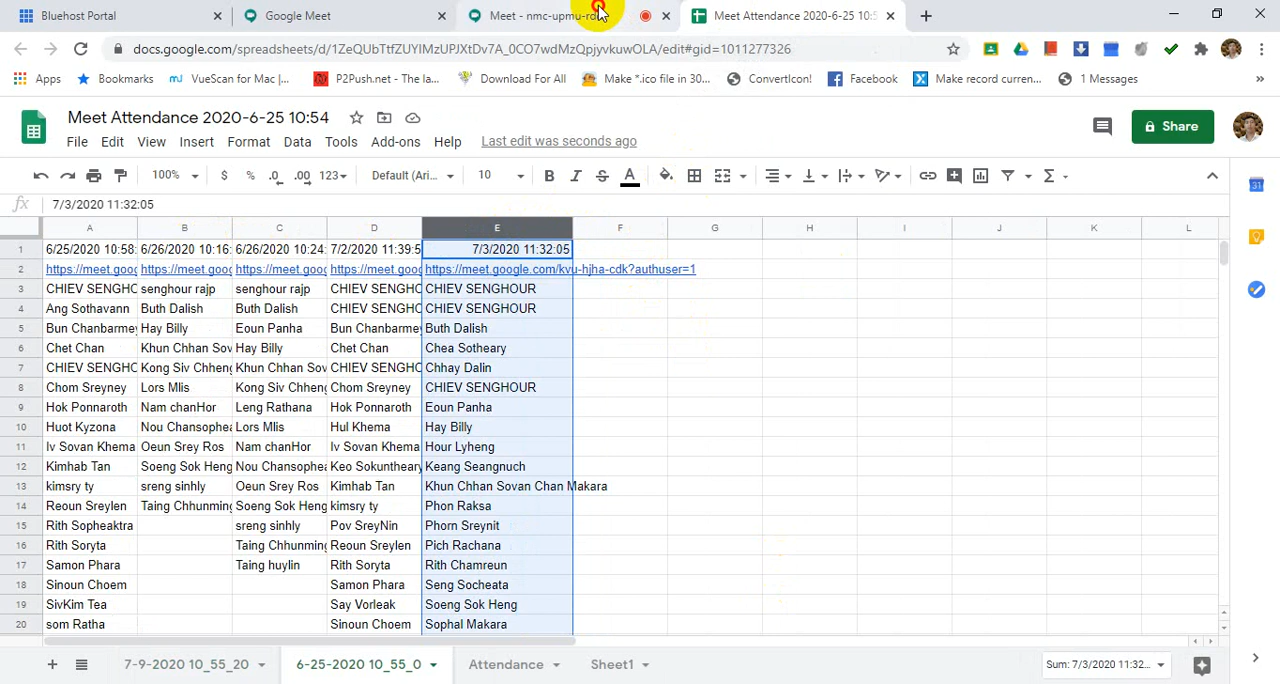 Bluehost Portal
Google Meet
Meet - nmc-upmu-rd
Meet Attendance 2020-6-25 10:5
docs.google.com/spreadsheets/d/1ZeQUbTtfZUYIMzUPJXtDv7A_0CO7wdMzQpjyvkuwOLA/edit#gid=1011277326
Apps Bookmarks VueScan for Mac |... P2Push.net - The la... Download For All Make *.ico file in 30... ConvertIcon! Facebook Make record curren... 1 Messages »
Meet Attendance 2020-6-25 10:54
Share
File Edit View Insert Format Data Tools Add-ons Help Last edit was seconds ago
100% $ % .0 .00 123 Default (Ari... 10 B I S A
fx 7/3/2020 11:32:05
A B C D E F G H I J K L
1 6/25/2020 10:58: 6/26/2020 10:16: 6/26/2020 10:24: 7/2/2020 11:39:5 7/3/2020 11:32:05
2 https://meet.goog https://meet.goog https://meet.goog https://meet.goog https://meet.google.com/kvu-hjha-cdk?authuser=1
3 CHIEV SENGHO senghour rajp senghour rajp CHIEV SENGHO CHIEV SENGHOUR
4 Ang Sothavann Buth Dalish Buth Dalish CHIEV SENGHO CHIEV SENGHOUR
5 Bun Chanbarmey Hay Billy Eoun Panha Bun Chanbarmey Buth Dalish
6 Chet Chan Khun Chhan Sov Hay Billy Chet Chan Chea Sotheary
7 CHIEV SENGHO Kong Siv Chheng Khun Chhan Sov CHIEV SENGHO Chhay Dalin
8 Chom Sreyney Lors Mlis Kong Siv Chheng Chom Sreyney CHIEV SENGHOUR
9 Hok Ponnaroth Nam chanHor Leng Rathana Hok Ponnaroth Eoun Panha
10 Huot Kyzona Nou Chansophea Lors Mlis Hul Khema Hay Billy
11 Iv Sovan Khema Oeun Srey Ros Nam chanHor Iv Sovan Khema Hour Lyheng
12 Kimhab Tan Soeng Sok Heng Nou Chansophea Keo Sokuntheary Keang Seangnuch
13 kimsry ty sreng sinhly Oeun Srey Ros Kimhab Tan Khun Chhan Sovan Chan Makara
14 Reoun Sreylen Taing Chhunming Soeng Sok Heng kimsry ty Phon Raksa
15 Rith Sopheaktra sreng sinhly Pov SreyNin Phorn Sreynit
16 Rith Soryta Taing Chhunming Reoun Sreylen Pich Rachana
17 Samon Phara Taing huylin Rith Soryta Rith Chamreun
18 Sinoun Choem Samon Phara Seng Socheata
19 SivKim Tea Say Vorleak Soeng Sok Heng
20 som Ratha Sinoun Choem Sophal Makara
7-9-2020 10_55_20 6-25-2020 10_55_0 Attendance Sheet1 Sum: 7/3/2020 11:32...